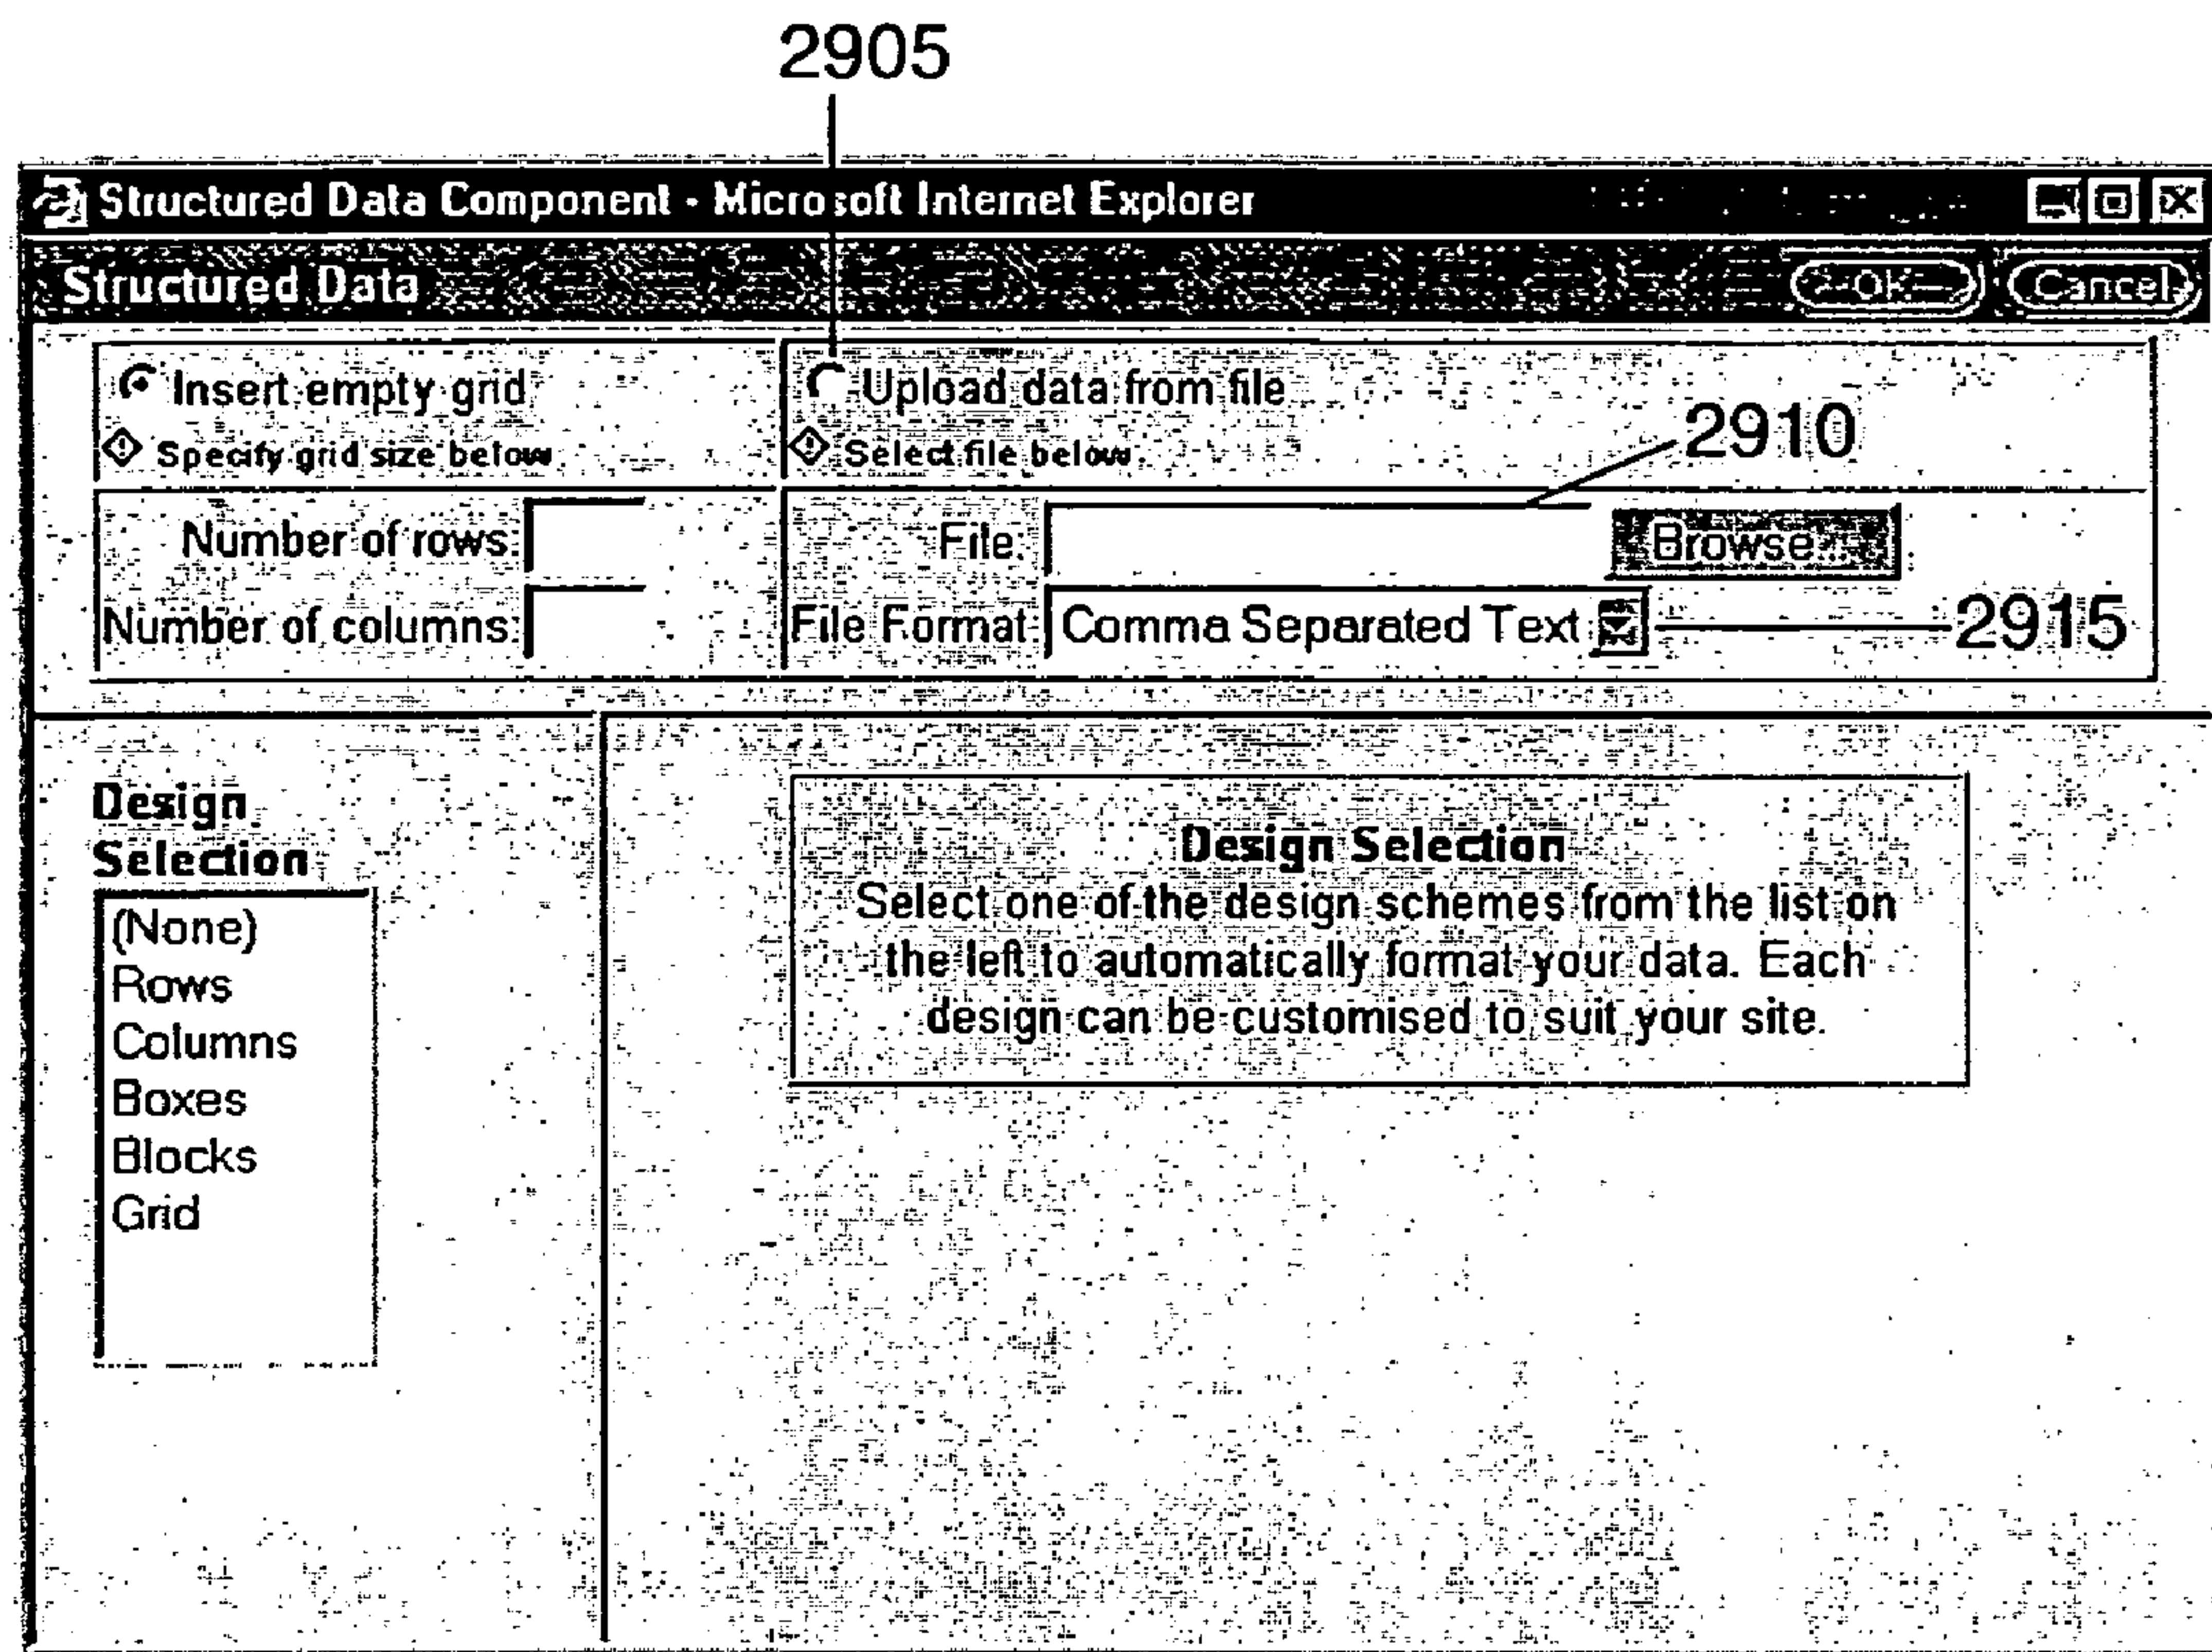 2905
Structured Data Component - Microsoft Internet Explorer
Structured Data
OK
Cancel
Insert empty grid
Specify grid size below
Upload data from file
Select file below
2910
Number of rows:
Number of columns:
File:
Browse...
File Format:
Comma Separated Text
2915
Design
Selection
(None)
Rows
Columns
Boxes
Blocks
Grid
Design Selection
Select one of the design schemes from the list on
the left to automatically format your data. Each
design can be customised to suit your site.